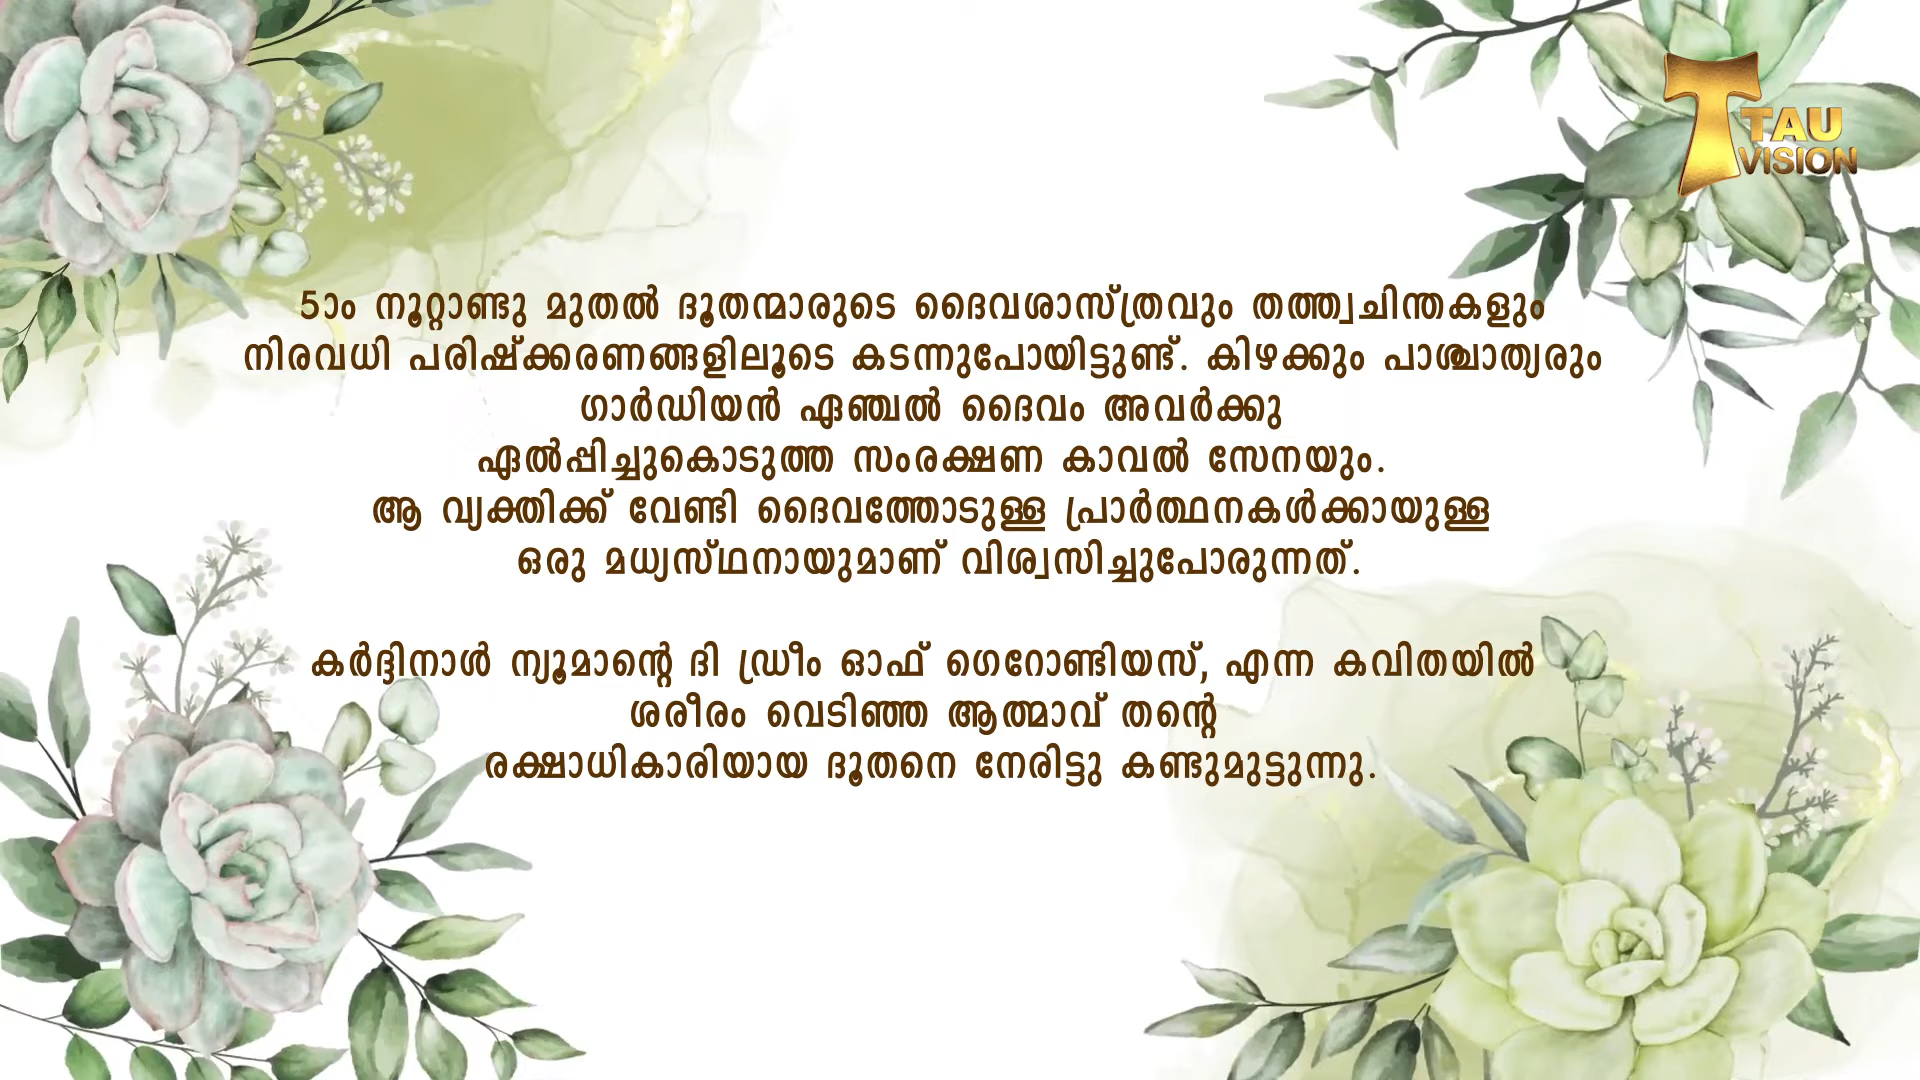 TAU
VISION
5ാം നൂറ്റാണ്ടു മുതൽ ദൂതന്മാരുടെ ദൈവശാസ്ത്രവും തത്ത്വചിന്തകളും
നിരവധി പരിഷ്ക്കരണങ്ങളിലൂടെ കടന്നുപോയിട്ടുണ്ട്. കിഴക്കും പാശ്ചാത്യരും
ഗാർഡിയൻ ഏഞ്ചൽ ദൈവം അവർക്കു
ഏൽപ്പിച്ചുകൊടുത്ത സംരക്ഷണ കാവൽ സേനയും.
ആ വ്യക്തിക്ക് വേണ്ടി ദൈവത്തോടുള്ള പ്രാർത്ഥനകൾക്കായുള്ള
ഒരു മധ്യസ്ഥനായുമാണ് വിശ്വസിച്ചുപോരുന്നത്.
കർദ്ദിനാൾ ന്യൂമാന്റെ ദി ഡ്രീം ഓഫ് ഗെറോണ്ടിയസ്, എന്ന കവിതയിൽ
ശരീരം വെടിഞ്ഞ ആത്മാവ് തന്റെ
രക്ഷാധികാരിയായ ദൂതനെ നേരിട്ടു കണ്ടുമുട്ടുന്നു.